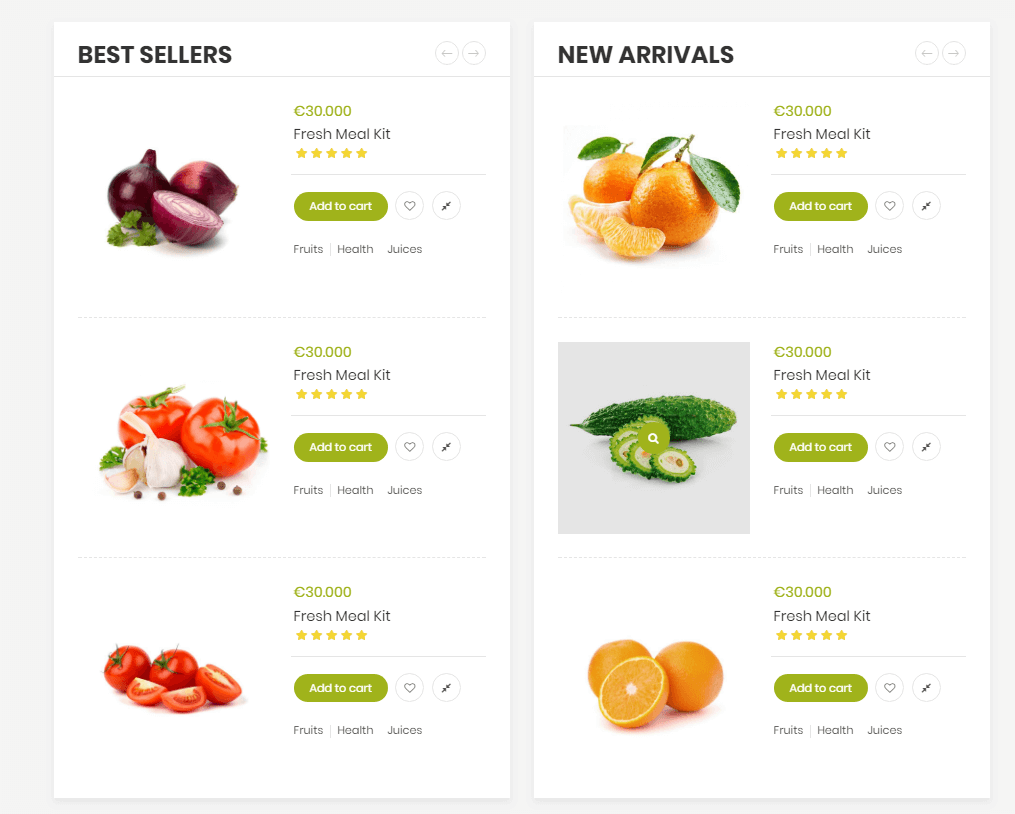 BEST SELLERS
€30.000
Fresh Meal Kit
Add to cart
Fruits Health Juices
€30.000
Fresh Meal Kit
Add to cart
Fruits Health Juices
€30.000
Fresh Meal Kit
Add to cart
Fruits Health Juices
NEW ARRIVALS
€30.000
Fresh Meal Kit
Add to cart
Fruits Health Juices
€30.000
Fresh Meal Kit
Add to cart
Fruits Health Juices
€30.000
Fresh Meal Kit
Add to cart
Fruits Health Juices